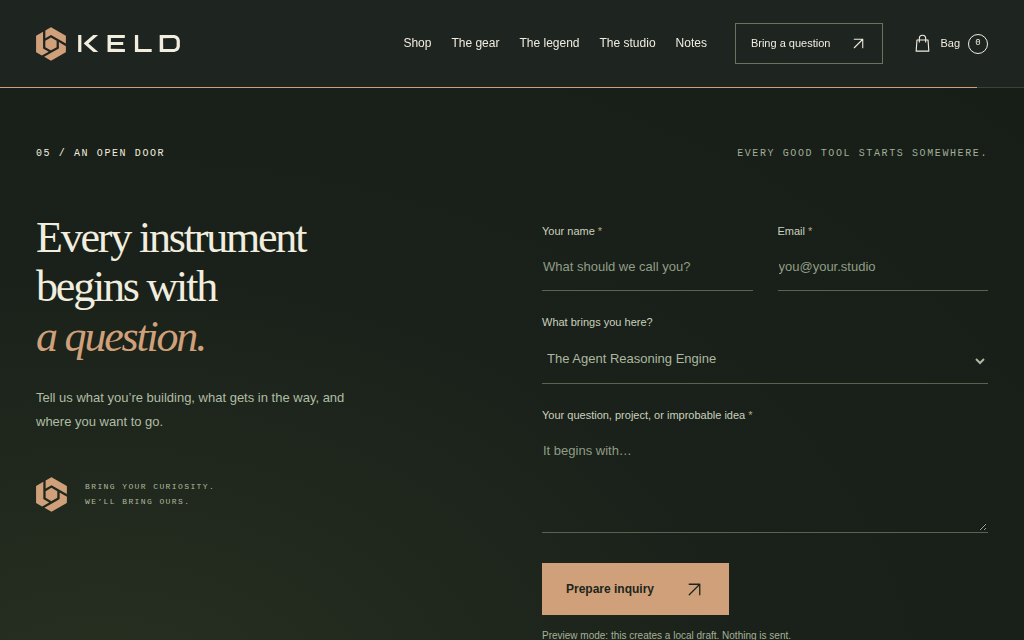 KELD
Shop The gear The legend The studio Notes Bring a question Bag 0
05 / AN OPEN DOOR
EVERY GOOD TOOL STARTS SOMEWHERE.
Every instrument
begins with
a question.
Tell us what you’re building, what gets in the way, and
where you want to go.
BRING YOUR CURIOSITY.
WE’LL BRING OURS.
Your name * Email *
What should we call you? you@your.studio
What brings you here?
The Agent Reasoning Engine
Your question, project, or improbable idea *
It begins with…
Prepare inquiry
Preview mode: this creates a local draft. Nothing is sent.